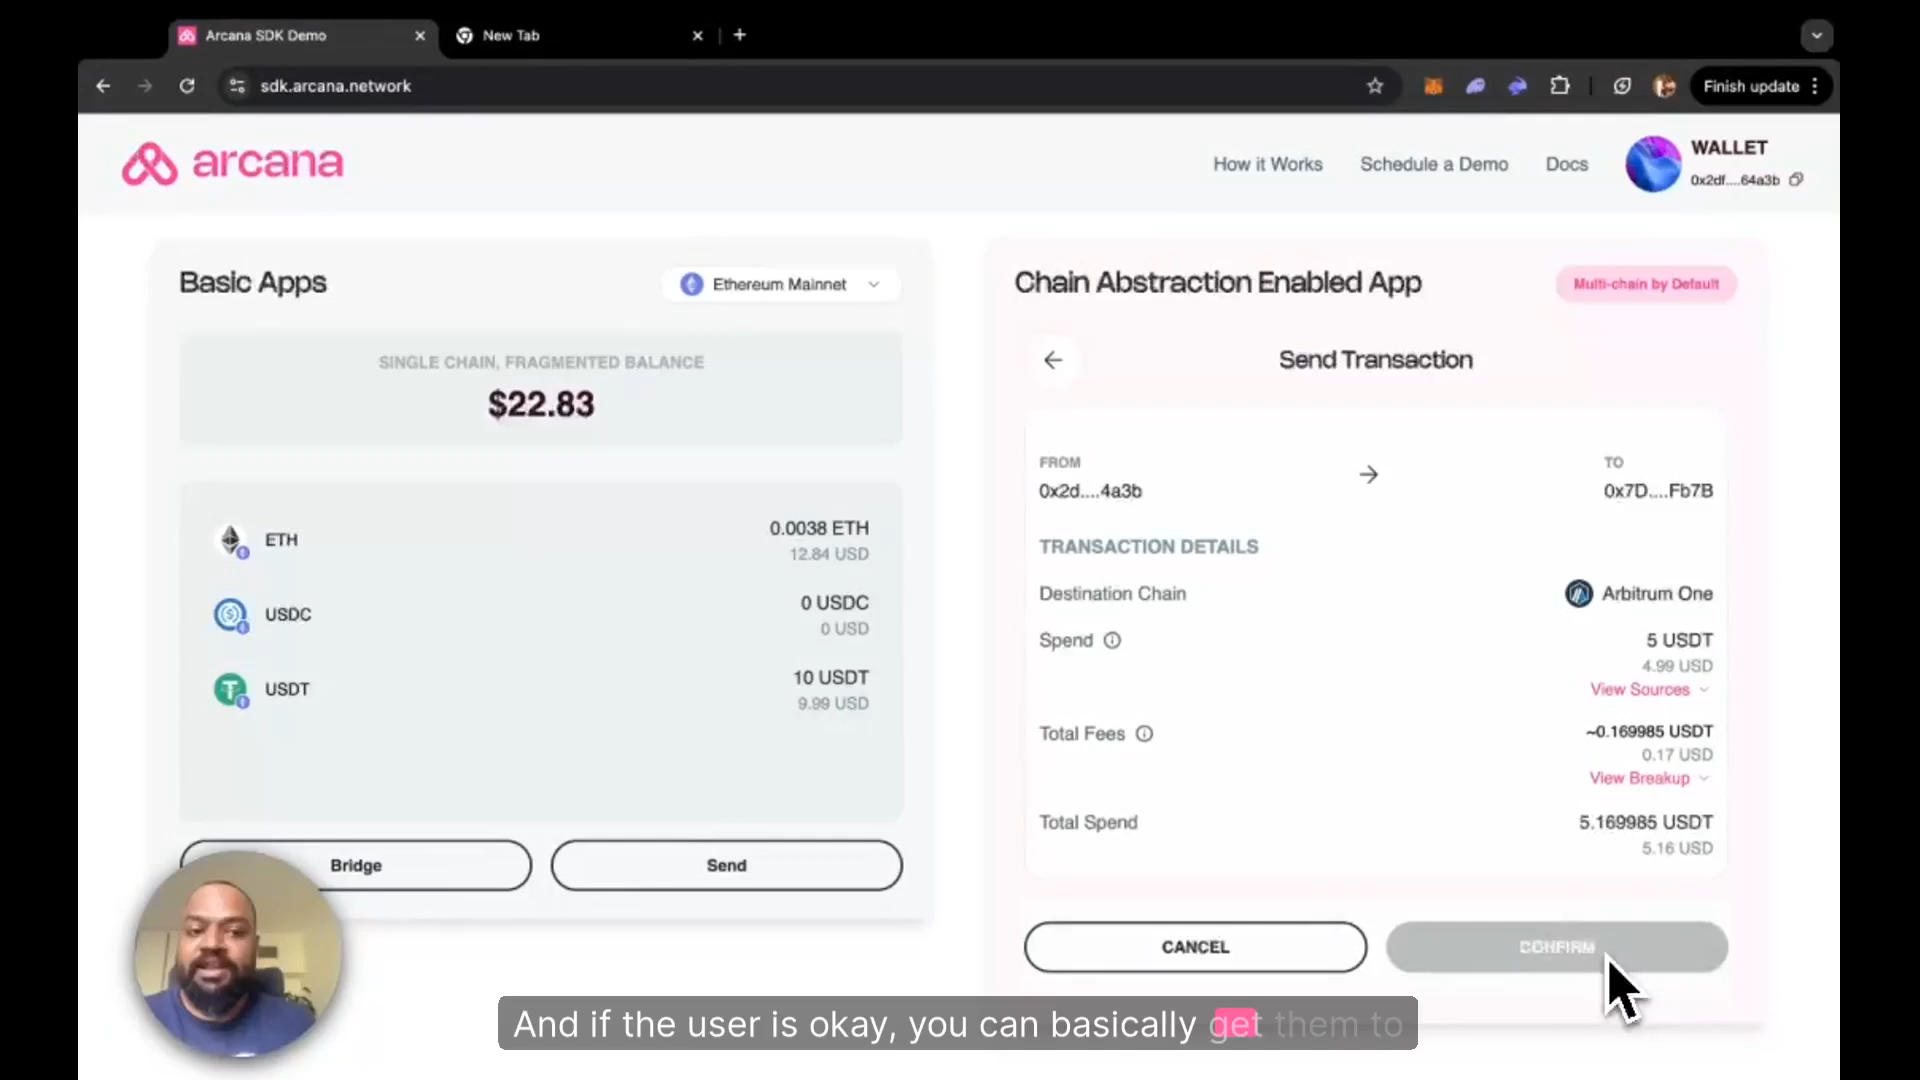 Arcana SDK Demo
New Tab
sdk.arcana.network
Finish update
arcana
How it Works
Schedule a Demo
Docs
WALLET
0x2df....64a3b
Basic Apps
Ethereum Mainnet
SINGLE CHAIN, FRAGMENTED BALANCE
$22.83
ETH
0.0038 ETH
12.84 USD
USDC
0 USDC
0 USD
USDT
10 USDT
9.99 USD
Bridge
Send
Chain Abstraction Enabled App
Multi-chain by Default
Send Transaction
FROM
TO
0x2d....4a3b
0x7D....Fb7B
TRANSACTION DETAILS
Destination Chain
Arbitrum One
Spend
5 USDT
4.99 USD
View Sources
Total Fees
~0.169985 USDT
0.17 USD
View Breakup
Total Spend
5.169985 USDT
5.16 USD
CANCEL
CONFIRM
And if the user is okay, you can basically get them to